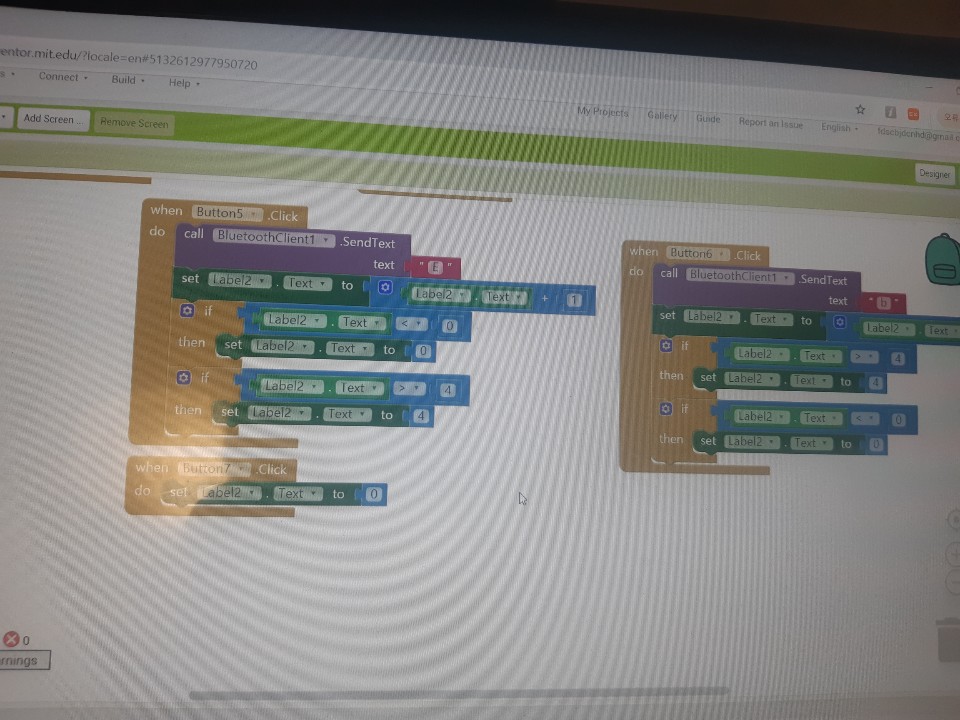 entor.mit.edu/?locale=en#5132612977950720
Connect Build Help
My Projects Gallery Guide Report an Issue English
Add Screen ... Remove Screen
Designer
when Button5 .Click
do call BluetoothClient1 .SendText
text " E "
set Label2 . Text to Label2 . Text + 1
if Label2 . Text < 0
then set Label2 . Text to 0
if Label2 . Text > 4
then set Label2 . Text to 4
when Button7 .Click
do set Label2 . Text to 0
when Button6 .Click
do call BluetoothClient1 .SendText
text " b "
set Label2 . Text to Label2 . Text
if Label2 . Text > 4
then set Label2 . Text to 4
if Label2 . Text < 0
then set Label2 . Text to 0
0
rnings